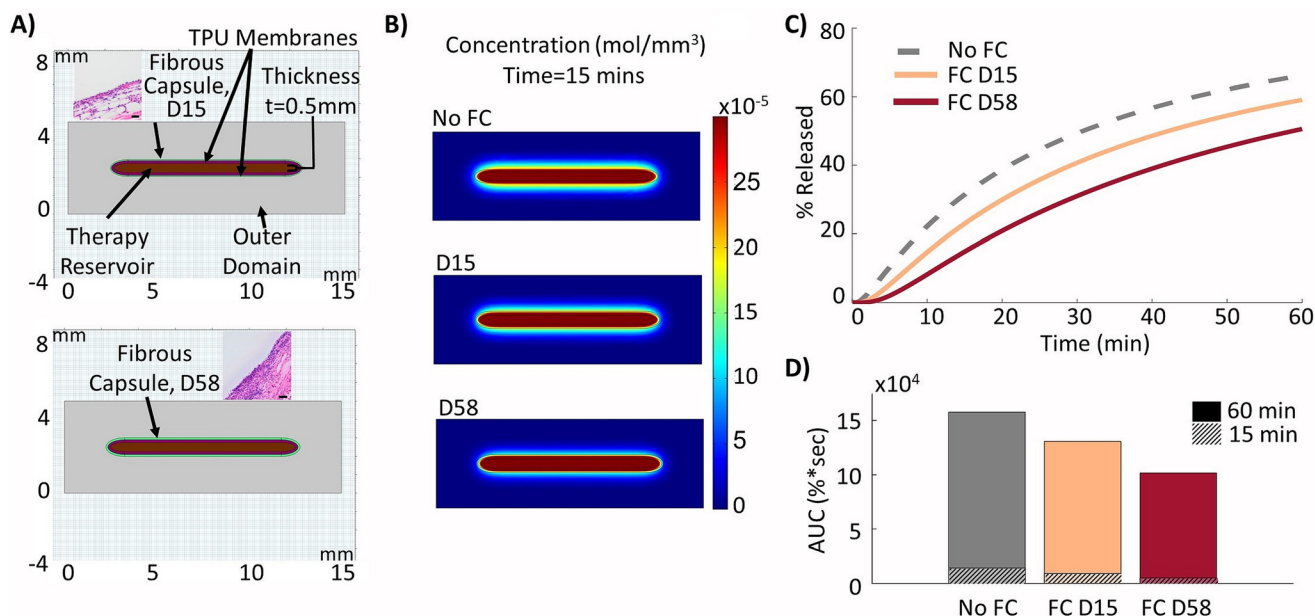 A)
mm
8
4
0
-4
0
5
10
15
mm
TPU Membranes
Fibrous
Capsule,
D15
Thickness
t=0.5mm
Therapy
Reservoir
Outer
Domain
mm
8
4
0
-4
0
5
10
15
mm
Fibrous
Capsule, D58
B)
Concentration (mol/mm³)
Time=15 mins
No FC
D15
D58
x10⁻⁵
25
20
15
10
5
0
C)
% Released
60
40
20
0
0
10
20
30
40
50
60
Time (min)
No FC
FC D15
FC D58
D)
x10⁴
AUC (%*sec)
15
10
5
0
60 min
15 min
No FC
FC D15
FC D58